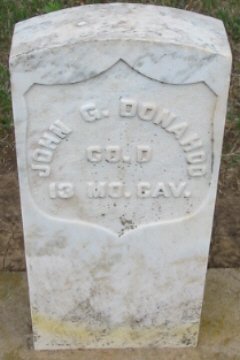 JOHN G. DONAHOO
CO. D
13 MO. CAV.